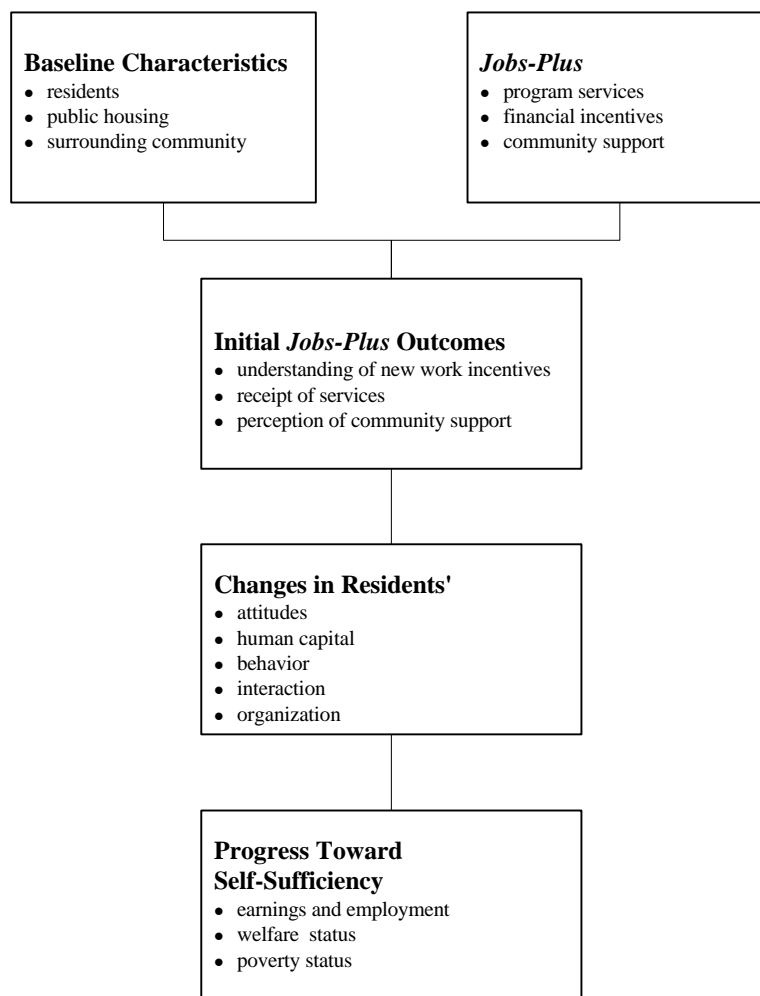 Baseline Characteristics
• residents
• public housing
• surrounding community
Jobs-Plus
• program services
• financial incentives
• community support
Initial Jobs-Plus Outcomes
• understanding of new work incentives
• receipt of services
• perception of community support
Changes in Residents'
• attitudes
• human capital
• behavior
• interaction
• organization
Progress Toward
Self-Sufficiency
• earnings and employment
• welfare status
• poverty status